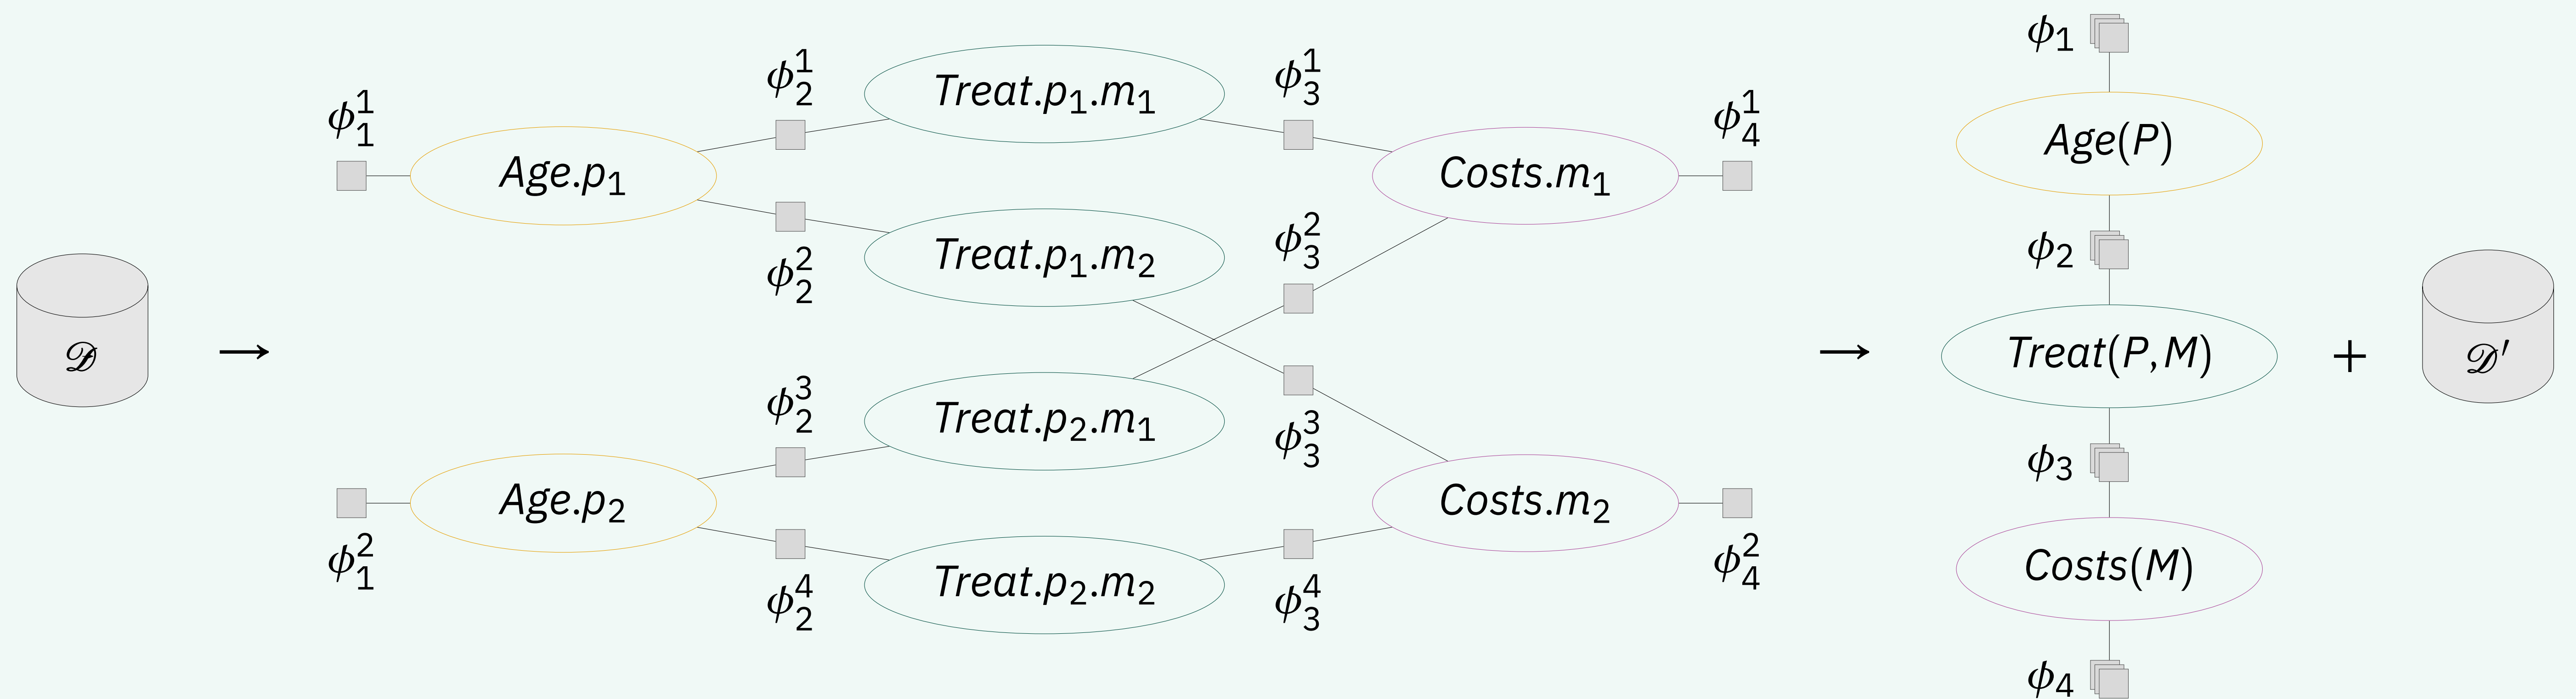 𝒟
→
ϕ₁¹
Age.p₁
ϕ₂¹
ϕ₂²
Treat.p₁.m₁
Treat.p₁.m₂
ϕ₃¹
ϕ₃²
Costs.m₁
ϕ₄¹
Age.p₂
ϕ₁²
ϕ₂³
ϕ₂⁴
Treat.p₂.m₁
Treat.p₂.m₂
ϕ₃³
ϕ₃⁴
Costs.m₂
ϕ₄²
→
ϕ₁
Age(P)
ϕ₂
Treat(P, M)
ϕ₃
Costs(M)
ϕ₄
+
𝒟′